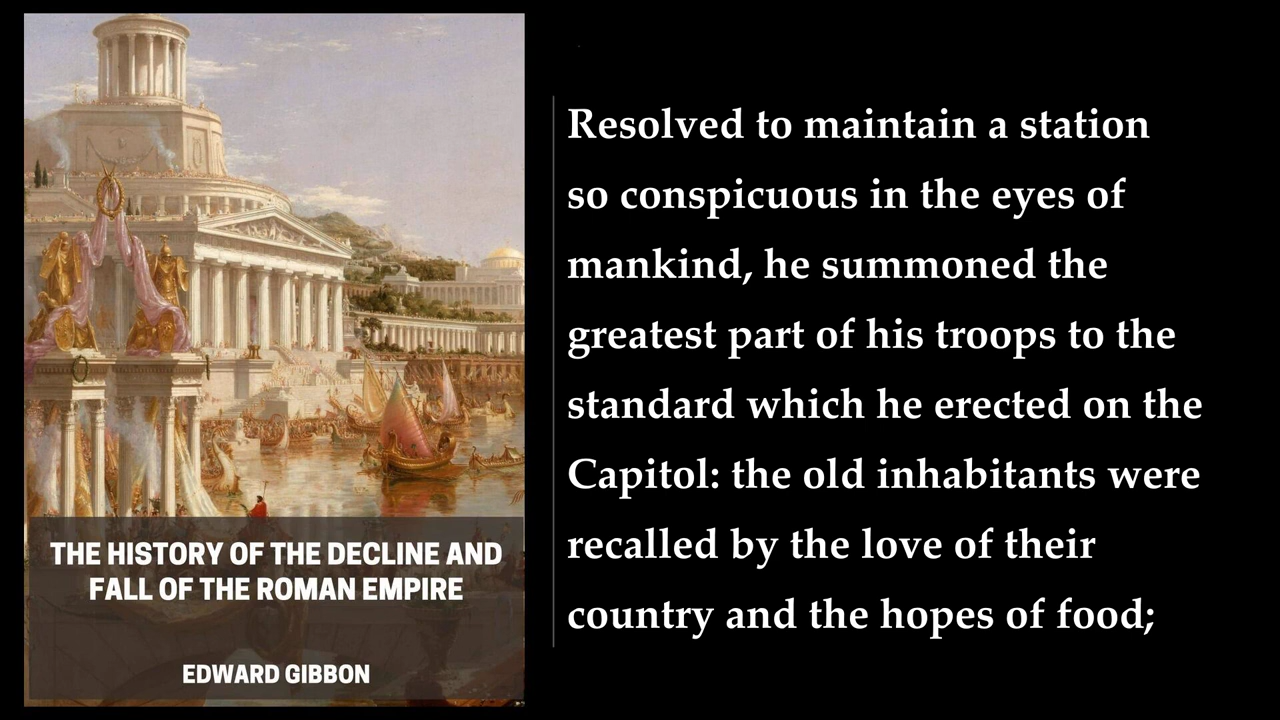 THE HISTORY OF THE DECLINE AND
FALL OF THE ROMAN EMPIRE
EDWARD GIBBON
Resolved to maintain a station
so conspicuous in the eyes of
mankind, he summoned the
greatest part of his troops to the
standard which he erected on the
Capitol: the old inhabitants were
recalled by the love of their
country and the hopes of food;